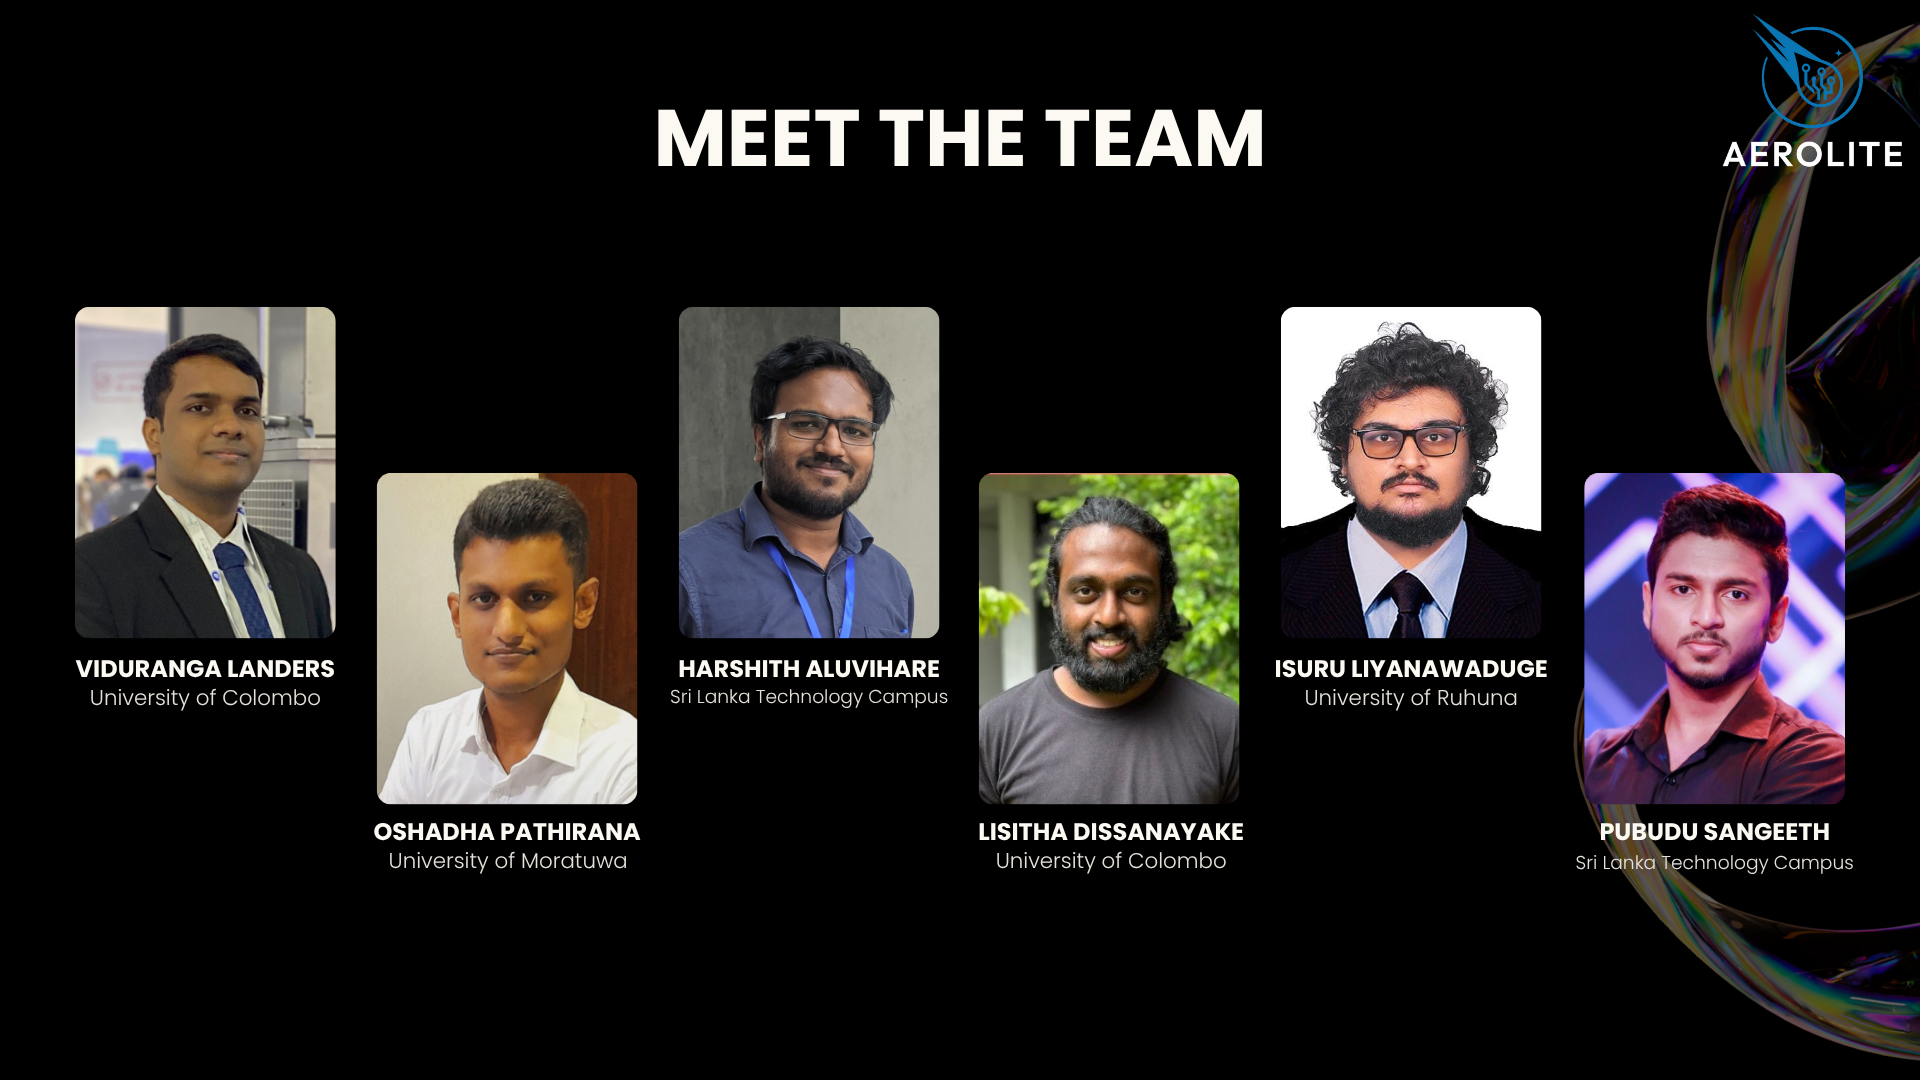 AEROLITE
MEET THE TEAM
VIDURANGA LANDERS
University of Colombo
OSHADHA PATHIRANA
University of Moratuwa
HARSHITH ALUVIHARE
Sri Lanka Technology Campus
LISITHA DISSANAYAKE
University of Colombo
ISURU LIYANAWADUGE
University of Ruhuna
PUBUDU SANGEETH
Sri Lanka Technology Campus